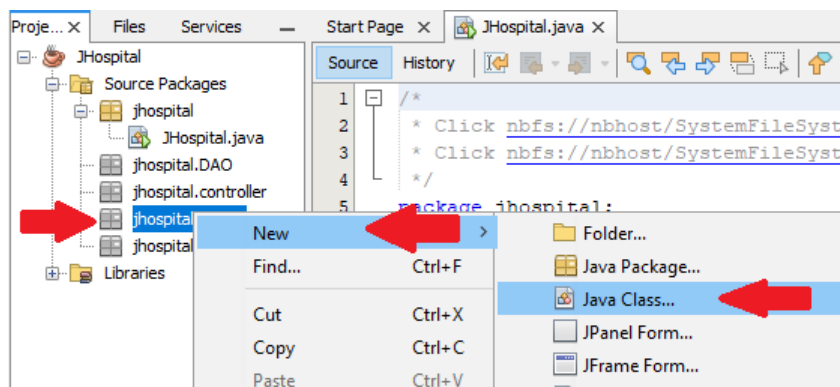 Proje... Files Services
JHospital
Source Packages
jhospital
JHospital.java
jhospital.DAO
jhospital.controller
jhospital
jhospital
Libraries
Start Page JHospital.java
Source History
1 /*
2 * Click nbfs://nbhost/SystemFileSyst
3 * Click nbfs://nbhost/SystemFileSyst
4 */
5 package jhospital;
New
Find... Ctrl+F
Cut Ctrl+X
Copy Ctrl+C
Paste Ctrl+V
Folder...
Java Package...
Java Class...
JPanel Form...
JFrame Form...